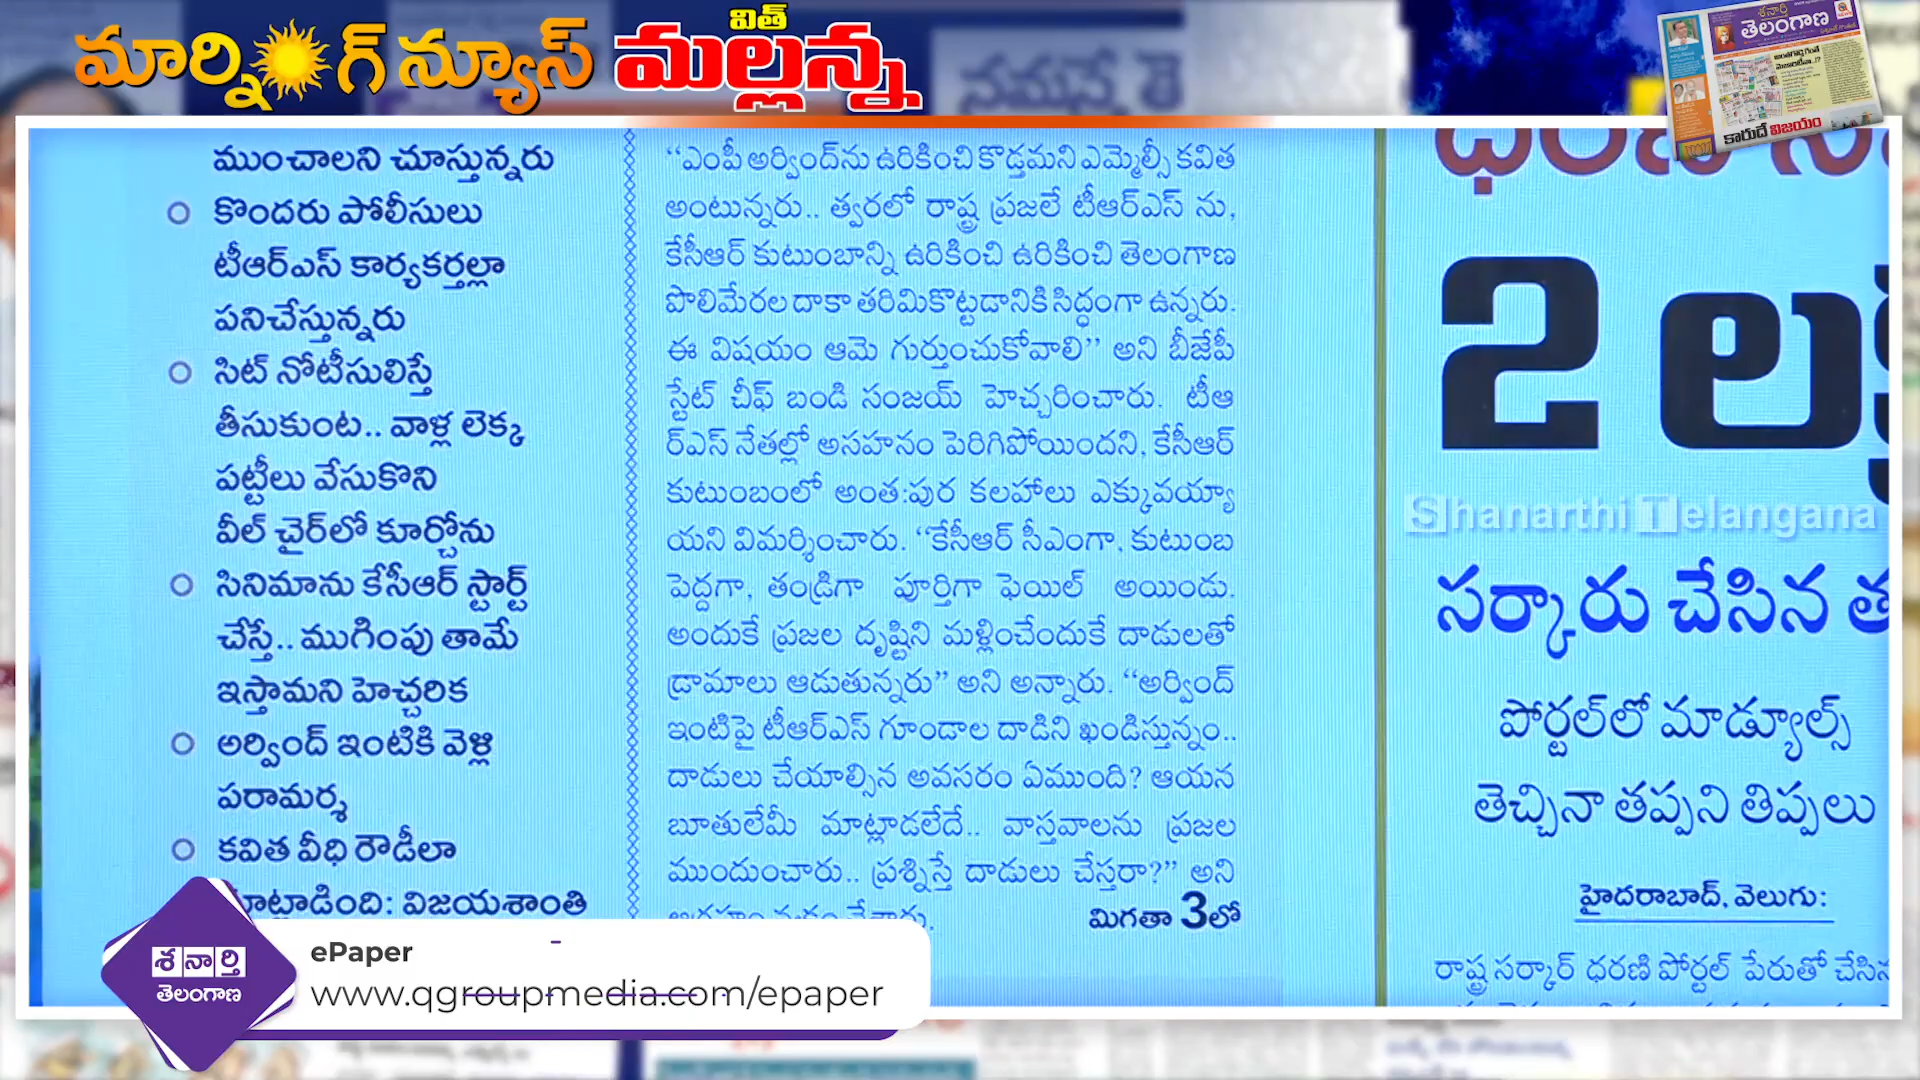 మార్నింగ్ న్యూస్ విత్ మల్లన్న
శనార్తి
తెలంగాణ
కారుదే విజయం
ముంచాలని చూస్తున్నరు
కొందరు పోలీసులు
టీఆర్ఎస్ కార్యకర్తల్లా
పనిచేస్తున్నరు
సిట్ నోటీసులిస్తే
తీసుకుంట.. వాళ్ల లెక్క
పట్టీలు వేసుకొని
వీల్ చైర్‌లో కూర్చోను
సినిమాను కేసీఆర్ స్టార్ట్
చేస్తే.. ముగింపు తామే
ఇస్తామని హెచ్చరిక
అర్వింద్ ఇంటికి వెళ్లి
పరామర్శ
కవిత వీధి రౌడీలా
మాట్లాడింది: విజయశాంతి
“ఎంపీ అర్వింద్‌ను ఉరికించి కొడ్తమని ఎమ్మెల్సీ కవిత
అంటున్నరు.. త్వరలో రాష్ట్ర ప్రజలే టీఆర్ఎస్ ను,
కేసీఆర్ కుటుంబాన్ని ఉరికించి ఉరికించి తెలంగాణ
పొలిమేరల దాకా తరిమికొట్టడానికి సిద్ధంగా ఉన్నరు.
ఈ విషయం ఆమె గుర్తుంచుకోవాలి” అని బీజేపీ
స్టేట్ చీఫ్ బండి సంజయ్ హెచ్చరించారు. టీఆ
ర్ఎస్ నేతల్లో అసహనం పెరిగిపోయిందని, కేసీఆర్
కుటుంబంలో అంత:పుర కలహాలు ఎక్కువయ్యా
యని విమర్శించారు. “కేసీఆర్ సీఎంగా, కుటుంబ
పెద్దగా, తండ్రిగా పూర్తిగా ఫెయిల్ అయిండు.
అందుకే ప్రజల దృష్టిని మళ్లించేందుకే దాడులతో
డ్రామాలు ఆడుతున్నరు” అని అన్నారు. “అర్వింద్
ఇంటిపై టీఆర్ఎస్ గూండాల దాడిని ఖండిస్తున్నం..
దాడులు చేయాల్సిన అవసరం ఏముంది? ఆయన
బూతులేమీ మాట్లాడలేదే.. వాస్తవాలను ప్రజల
ముందుంచారు.. ప్రశ్నిస్తే దాడులు చేస్తరా?” అని
మిగతా 3లో
2 ల
Shanarthi Telangana
సర్కారు చేసిన త
పోర్టల్‌లో మాడ్యూల్స్
తెచ్చినా తప్పని తిప్పలు
హైదరాబాద్, వెలుగు:
రాష్ట్ర సర్కార్ ధరణి పోర్టల్ పేరుతో చేసిన
శనార్తి
తెలంగాణ
ePaper
www.qgroupmedia.com/epaper